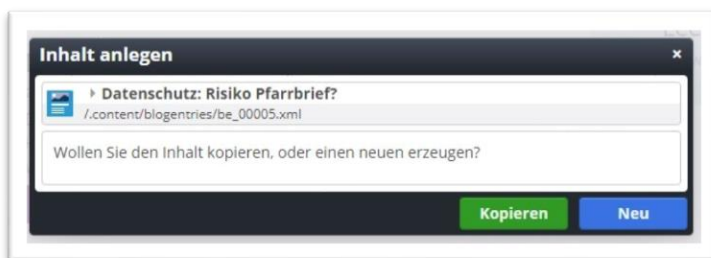 Inhalt anlegen
Datenschutz: Risiko Pfarrbrief?
/.content/blogentries/be_00005.xml
Wollen Sie den Inhalt kopieren, oder einen neuen erzeugen?
Kopieren Neu